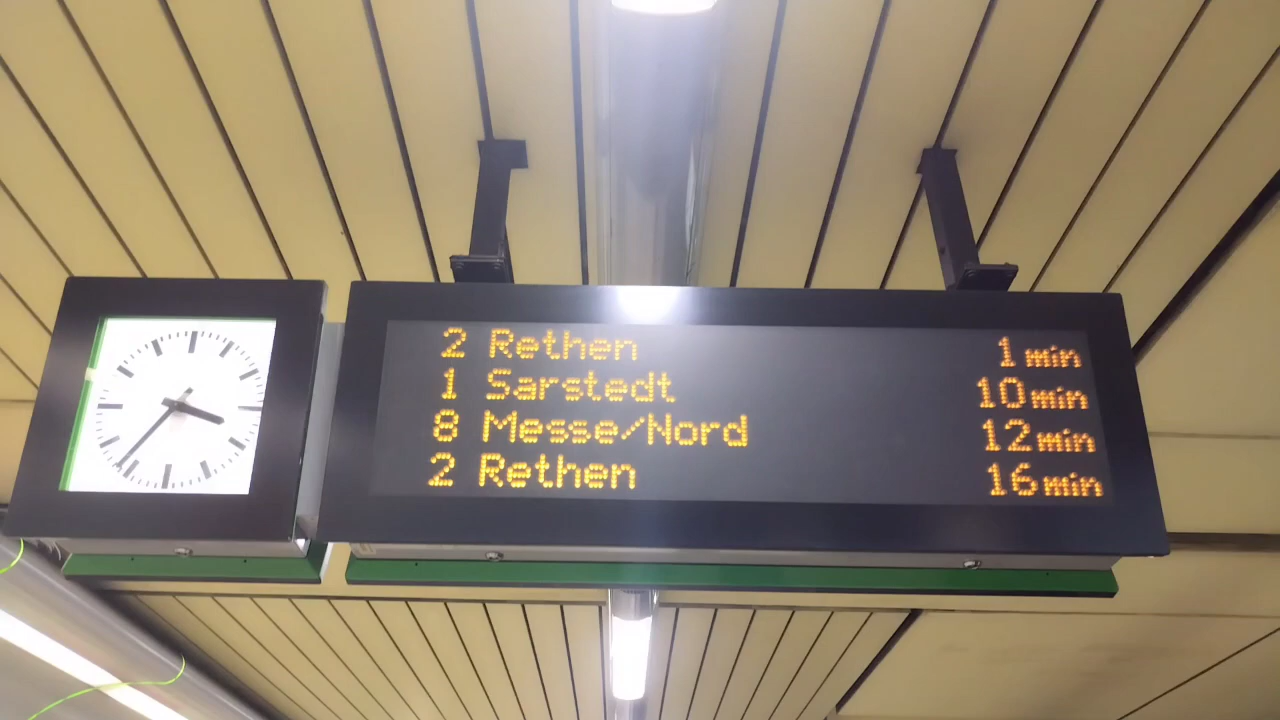 2 Rethen 1 min
1 Sarstedt 10 min
8 Messe/Nord 12 min
2 Rethen 16 min